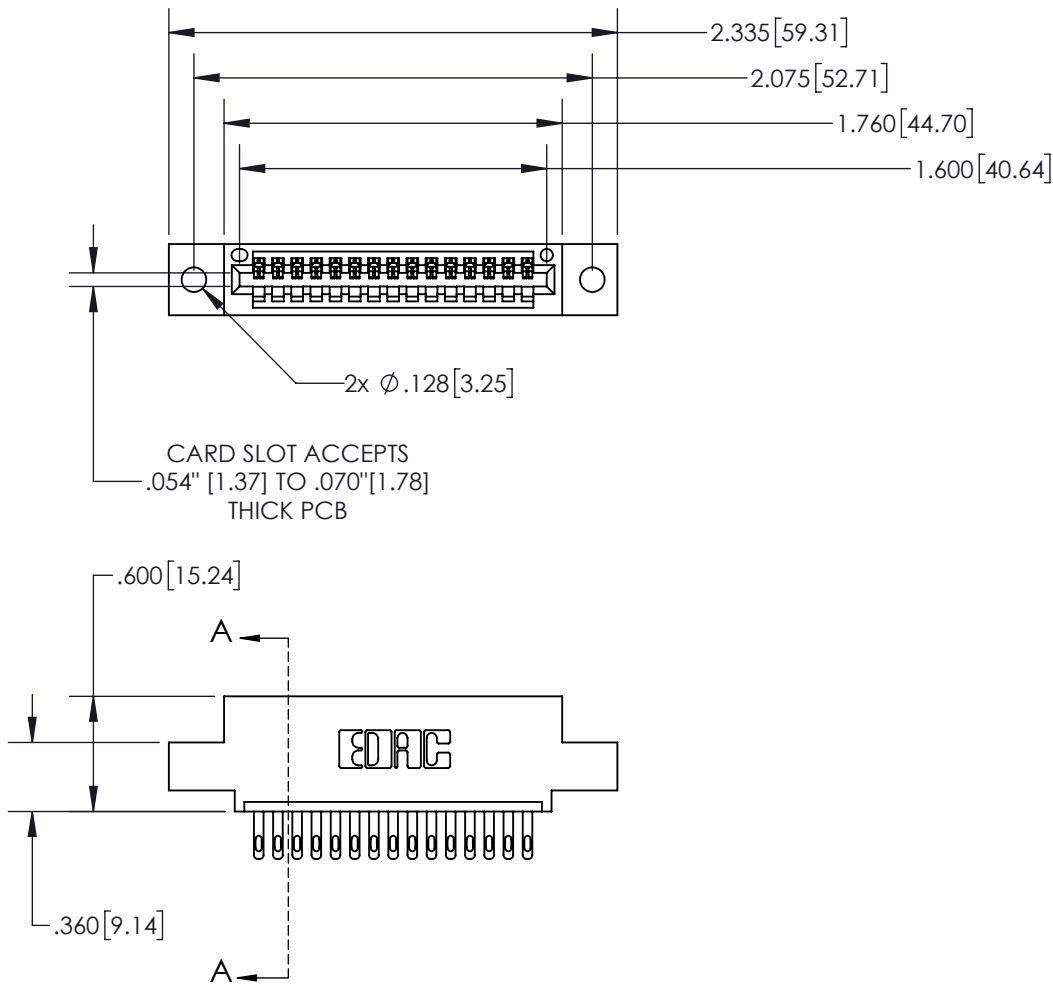 2.335[59.31]
2.075[52.71]
1.760[44.70]
1.600[40.64]
2x ∅.128[3.25]
CARD SLOT ACCEPTS
.054" [1.37] TO .070"[1.78]
THICK PCB
.600[15.24]
A
EDAC
.360[9.14]
A